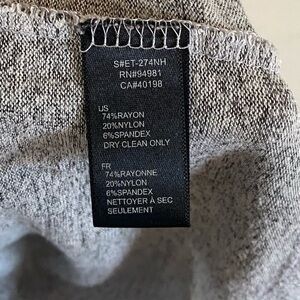 S#ET-274NH
RN#94981
CA#40198
US
74%RAYON
20%NYLON
6%SPANDEX
DRY CLEAN ONLY
FR
74%RAYONNE
20%NYLON
6%SPANDEX
NETTOYER À SEC
SEULEMENT